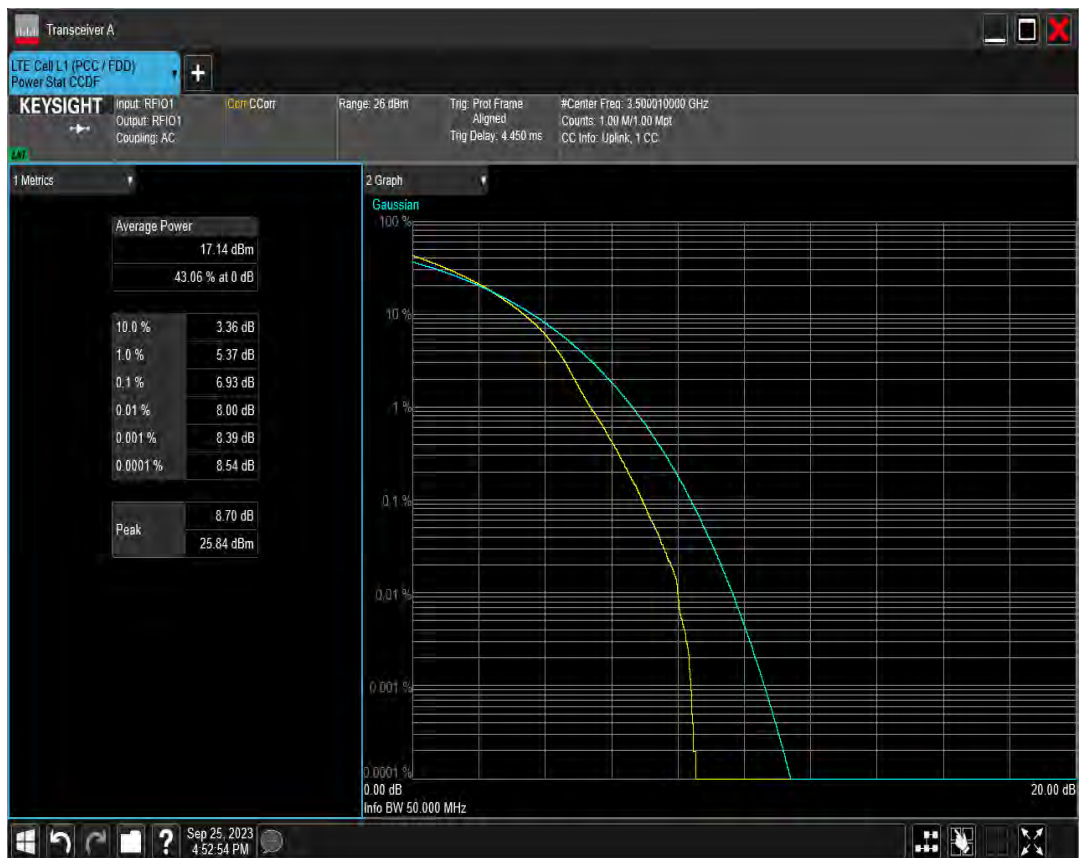 Transceiver A
LTE Cell L1 (PCC / FDD)
Power Stat CCDF
+
KEYSIGHT
Input: RFIO1
Output: RFIO1
Coupling: AC
Corr CCorr
Range: 26 dBm
Trig: Prot Frame
Aligned
Trig Delay: 4.450 ms
#Center Freq: 3.500010000 GHz
Counts: 1.00 M/1.00 Mpt
CC Info: Uplink, 1 CC
1 Metrics
Average Power
17.14 dBm
43.06 % at 0 dB
10.0 % 3.36 dB
1.0 % 5.37 dB
0.1 % 6.93 dB
0.01 % 8.00 dB
0.001 % 8.39 dB
0.0001 % 8.54 dB
Peak
8.70 dB
25.84 dBm
2 Graph
Gaussian
100 %
10 %
1 %
0.1 %
0.01 %
0.001 %
0.0001 %
0.00 dB
20.00 dB
Info BW 50.000 MHz
?
Sep 25, 2023
4:52:54 PM